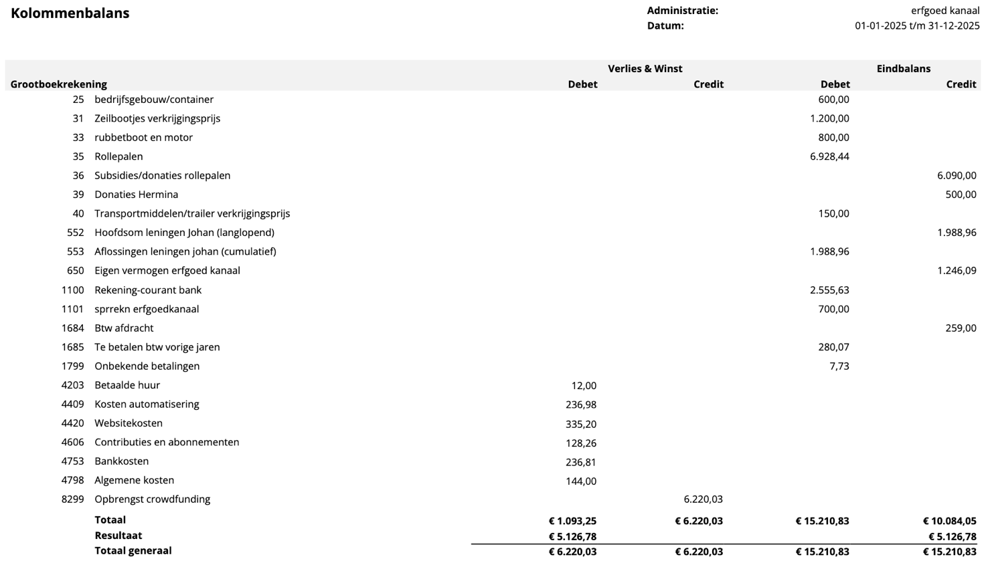 Kolommenbalans
Administratie: erfgoed kanaal
Datum: 01-01-2025 t/m 31-12-2025
Verlies & Winst Eindbalans
Grootboekrekening Debet Credit Debet Credit
25 bedrijfsgebouw/container 600,00
31 Zeilbootjes verkrijgingsprijs 1.200,00
33 rubbetboot en motor 800,00
35 Rollepalen 6.928,44
36 Subsidies/donaties rollepalen 6.090,00
39 Donaties Hermina 500,00
40 Transportmiddelen/trailer verkrijgingsprijs 150,00
552 Hoofdsom leningen Johan (langlopend) 1.988,96
553 Aflossingen leningen johan (cumulatief) 1.988,96
650 Eigen vermogen erfgoed kanaal 1.246,09
1100 Rekening-courant bank 2.555,63
1101 sprrekn erfgoedkanaal 700,00
1684 Btw afdracht 259,00
1685 Te betalen btw vorige jaren 280,07
1799 Onbekende betalingen 7,73
4203 Betaalde huur 12,00
4409 Kosten automatisering 236,98
4420 Websitekosten 335,20
4606 Contributies en abonnementen 128,26
4753 Bankkosten 236,81
4798 Algemene kosten 144,00
8299 Opbrengst crowdfunding 6.220,03
Totaal € 1.093,25 € 6.220,03 € 15.210,83 € 10.084,05
Resultaat € 5.126,78 € 5.126,78
Totaal generaal € 6.220,03 € 6.220,03 € 15.210,83 € 15.210,83